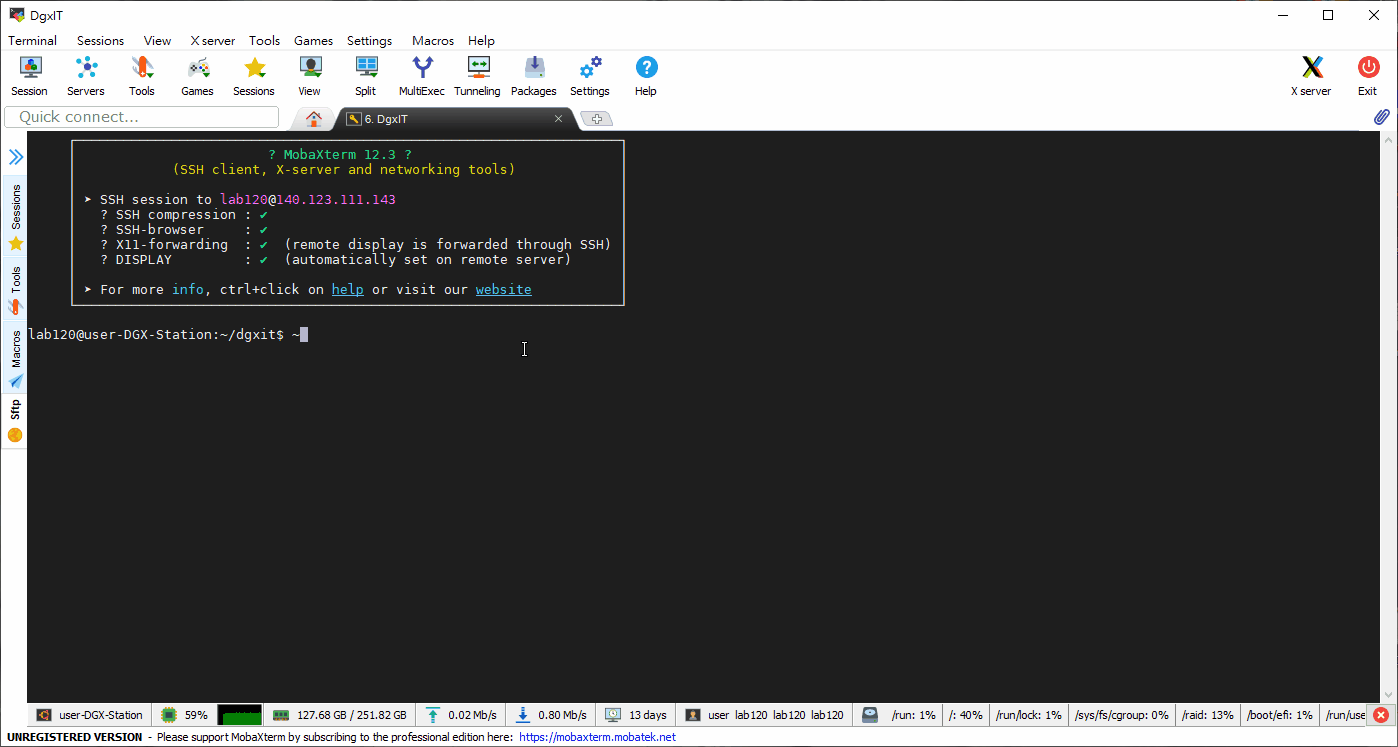 DgxIT
Terminal Sessions View X server Tools Games Settings Macros Help
Session Servers Tools Games Sessions View Split MultiExec Tunneling Packages Settings Help X server Exit
Quick connect...
6. DgxIT
? MobaXterm 12.3 ?
(SSH client, X-server and networking tools)
➤ SSH session to lab120@140.123.111.143
? SSH compression : ✔
? SSH-browser : ✔
? X11-forwarding : ✔ (remote display is forwarded through SSH)
? DISPLAY : ✔ (automatically set on remote server)
➤ For more info, ctrl+click on help or visit our website
lab120@user-DGX-Station:~/dgxit$ ~
Sessions
Tools
Macros
Sftp
user-DGX-Station 59% 127.68 GB / 251.82 GB 0.02 Mb/s 0.80 Mb/s 13 days user lab120 lab120 lab120 /run: 1% /: 40% /run/lock: 1% /sys/fs/cgroup: 0% /raid: 13% /boot/efi: 1% /run/use
UNREGISTERED VERSION - Please support MobaXterm by subscribing to the professional edition here: https://mobaxterm.mobatek.net